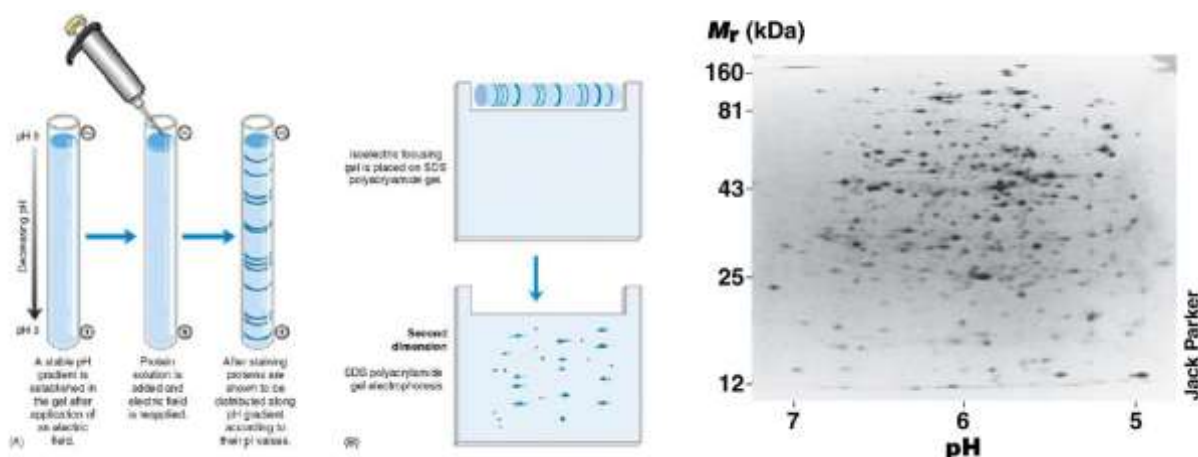 pH 9
Decreasing pH
pH 3
A stable pH
gradient is
established in
the gel after
application of
an electric
field.
Protein
solution is
added and
electric field
is reapplied.
After staining
proteins are
shown to be
distributed along
pH gradient
according to
their pI values.
(A)
Isoelectric focusing
gel is placed on SDS
polyacrylamide gel
Second
dimension
SDS polyacrylamide
gel electrophoresis
(B)
Mr (kDa)
160
81
43
25
12
7
6
5
pH
Jack Parker